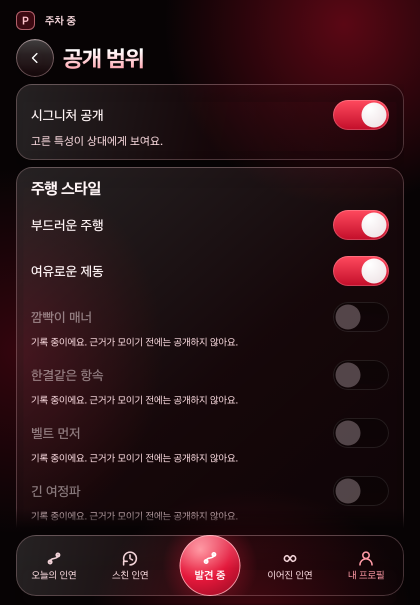 P 주차 중
공개 범위
시그니처 공개
고른 특성이 상대에게 보여요.
주행 스타일
부드러운 주행
여유로운 제동
깜빡이 매너
기록 중이에요. 근거가 모이기 전에는 공개하지 않아요.
한결같은 항속
기록 중이에요. 근거가 모이기 전에는 공개하지 않아요.
벨트 먼저
기록 중이에요. 근거가 모이기 전에는 공개하지 않아요.
긴 여정파
기록 중이에요. 근거가 모이기 전에는 공개하지 않아요.
오늘의 인연 스친 인연 발견 중 이어진 인연 내 프로필